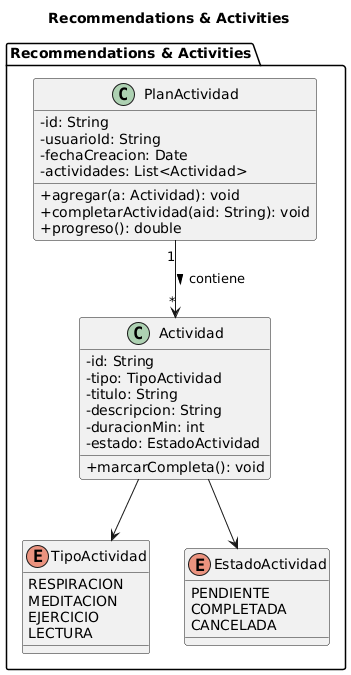 Recommendations & Activities
Recommendations & Activities
C PlanActividad
-id: String
-usuarioId: String
-fechaCreacion: Date
-actividades: List<Actividad>
+agregar(a: Actividad): void
+completarActividad(aid: String): void
+progreso(): double
1
contiene
*
C Actividad
-id: String
-tipo: TipoActividad
-titulo: String
-descripcion: String
-duracionMin: int
-estado: EstadoActividad
+marcarCompleta(): void
E TipoActividad
RESPIRACION
MEDITACION
EJERCICIO
LECTURA
E EstadoActividad
PENDIENTE
COMPLETADA
CANCELADA